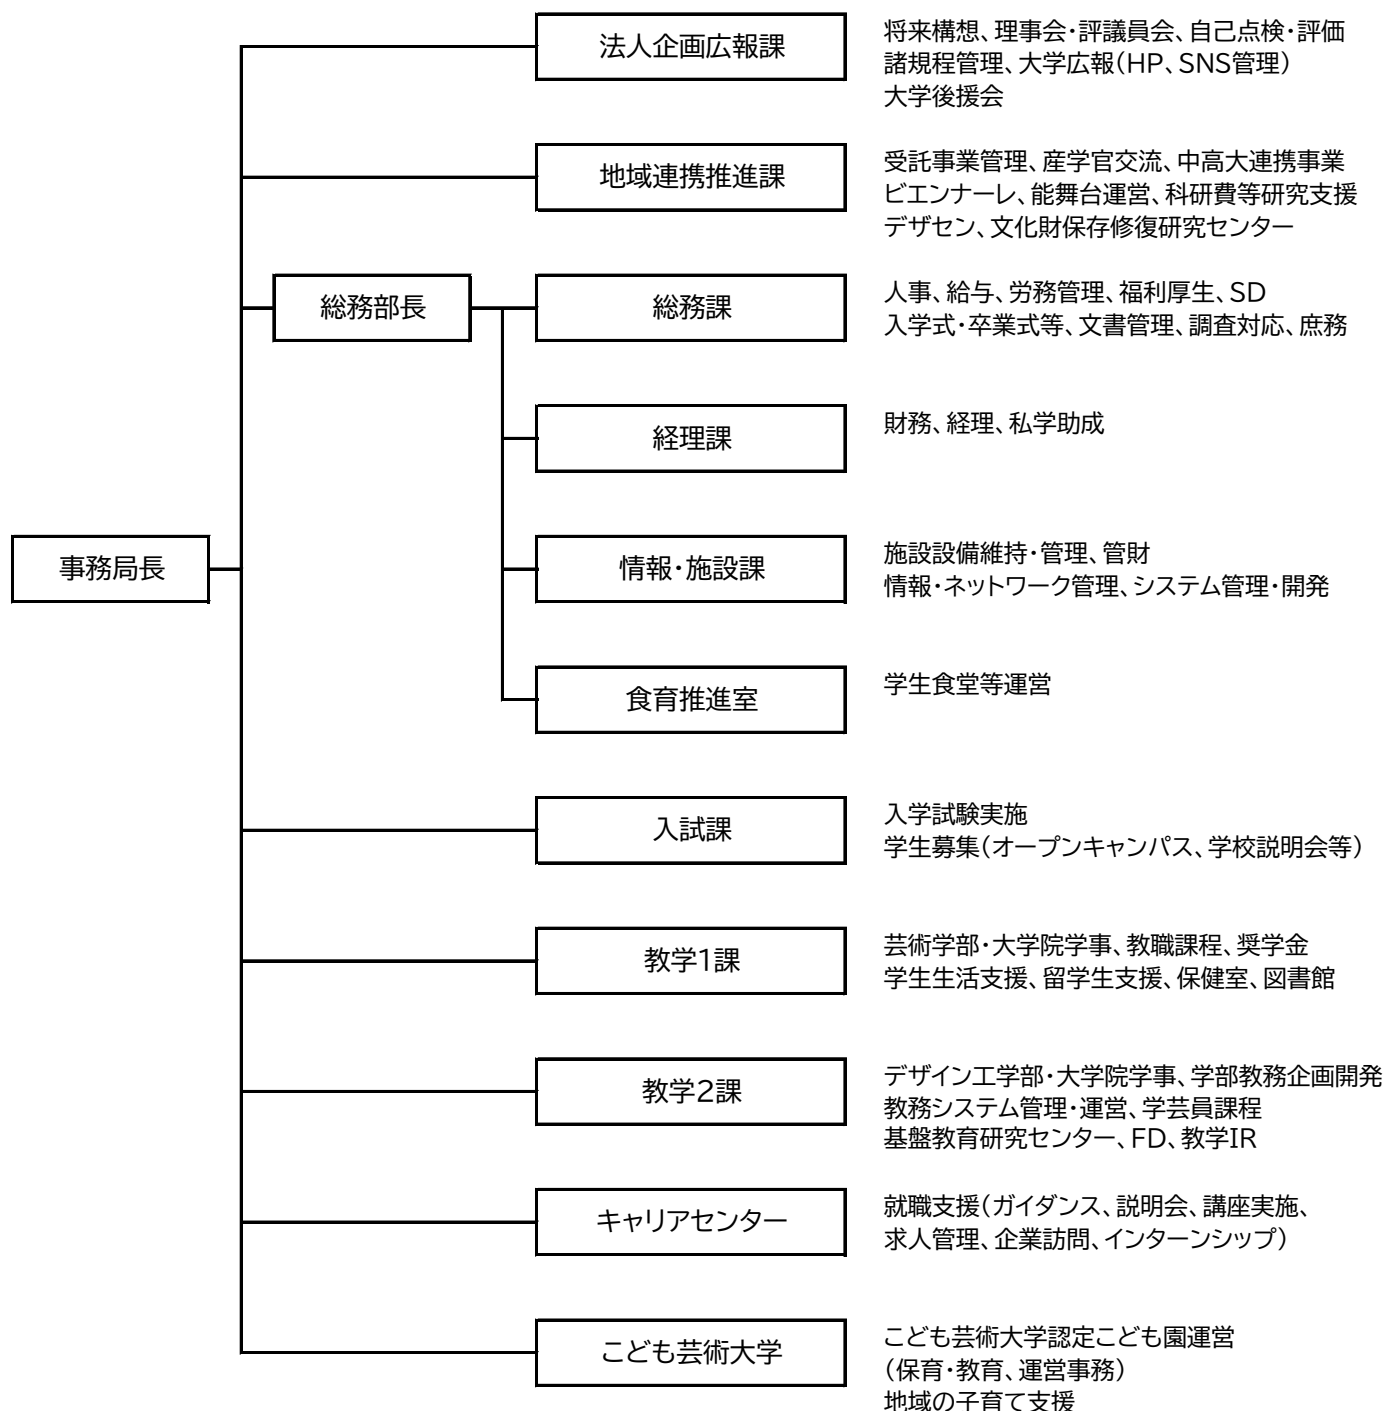 法人企画広報課
将来構想、理事会・評議員会、自己点検・評価
諸規程管理、大学広報（HP、SNS管理）
大学後援会
地域連携推進課
受託事業管理、産学官交流、中高大連携事業
ビエンナーレ、能舞台運営、科研費等研究支援
デザセン、文化財保存修復研究センター
総務部長
総務課
人事、給与、労務管理、福利厚生、SD
入学式・卒業式等、文書管理、調査対応、庶務
経理課
財務、経理、私学助成
事務局長
情報・施設課
施設設備維持・管理、管財
情報・ネットワーク管理、システム管理・開発
食育推進室
学生食堂等運営
入試課
入学試験実施
学生募集（オープンキャンパス、学校説明会等）
教学1課
芸術学部・大学院学事、教職課程、奨学金
学生生活支援、留学生支援、保健室、図書館
教学2課
デザイン工学部・大学院学事、学部教務企画開発
教務システム管理・運営、学芸員課程
基盤教育研究センター、FD、教学IR
キャリアセンター
就職支援（ガイダンス、説明会、講座実施、
求人管理、企業訪問、インターンシップ）
こども芸術大学
こども芸術大学認定こども園運営
（保育・教育、運営事務）
地域の子育て支援